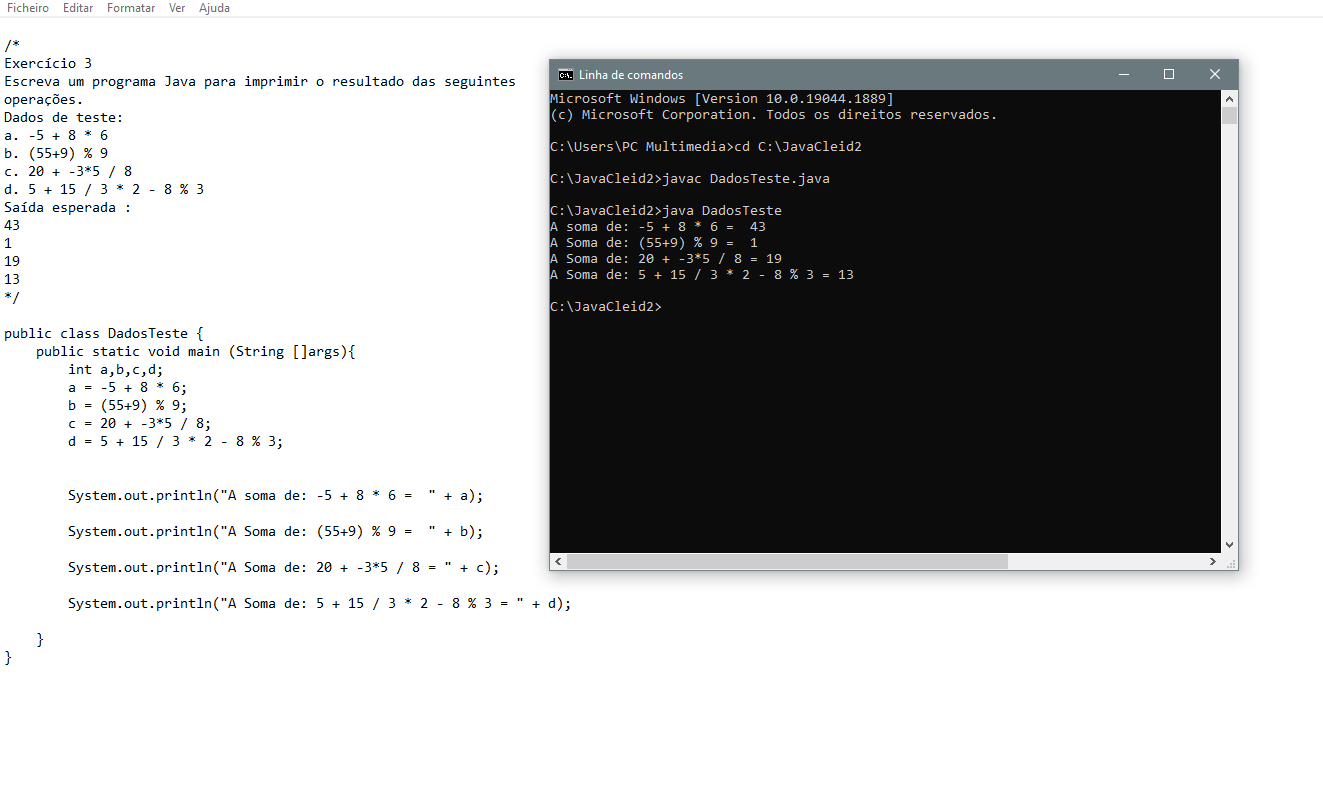 Ficheiro Editar Formatar Ver Ajuda
/*
Exercício 3
Escreva um programa Java para imprimir o resultado das seguintes
operações.
Dados de teste:
a. -5 + 8 * 6
b. (55+9) % 9
c. 20 + -3*5 / 8
d. 5 + 15 / 3 * 2 - 8 % 3
Saída esperada :
43
1
19
13
*/
public class DadosTeste {
    public static void main (String []args){
        int a,b,c,d;
        a = -5 + 8 * 6;
        b = (55+9) % 9;
        c = 20 + -3*5 / 8;
        d = 5 + 15 / 3 * 2 - 8 % 3;
        System.out.println("A soma de: -5 + 8 * 6 =  " + a);
        System.out.println("A Soma de: (55+9) % 9 =  " + b);
        System.out.println("A Soma de: 20 + -3*5 / 8 = " + c);
        System.out.println("A Soma de: 5 + 15 / 3 * 2 - 8 % 3 = " + d);
    }
}
Linha de comandos
Microsoft Windows [Version 10.0.19044.1889]
(c) Microsoft Corporation. Todos os direitos reservados.
C:\Users\PC Multimedia>cd C:\JavaCleid2
C:\JavaCleid2>javac DadosTeste.java
C:\JavaCleid2>java DadosTeste
A soma de: -5 + 8 * 6 =  43
A Soma de: (55+9) % 9 =  1
A Soma de: 20 + -3*5 / 8 = 19
A Soma de: 5 + 15 / 3 * 2 - 8 % 3 = 13
C:\JavaCleid2>